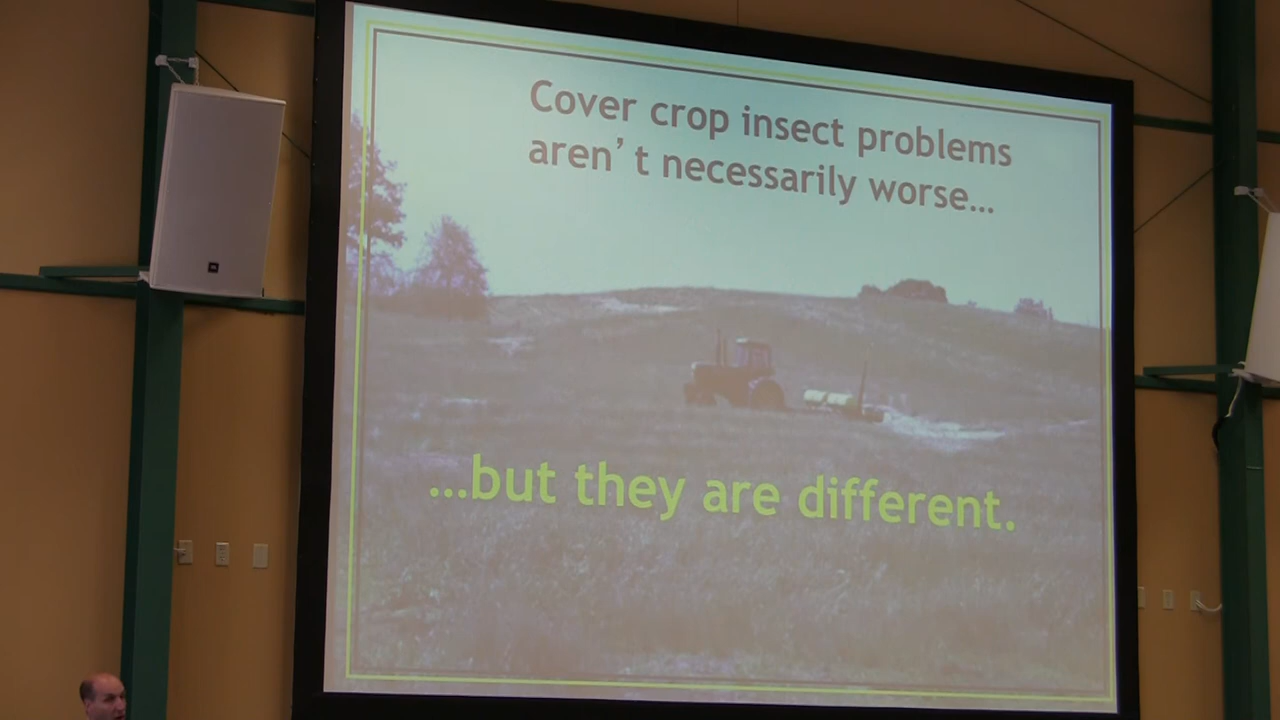 Cover crop insect problems
aren’t necessarily worse...
...but they are different.